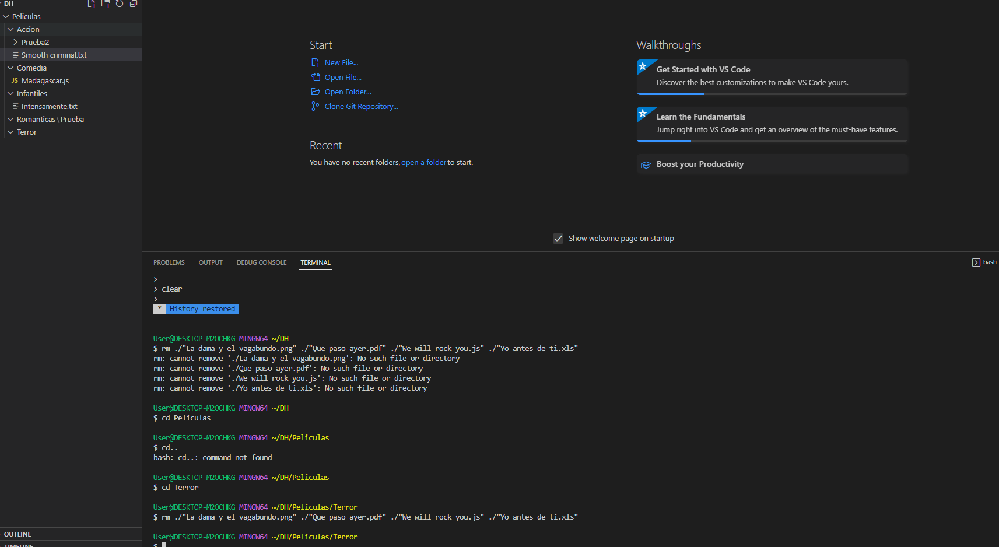 DH
Peliculas
Accion
Prueba2
Smooth criminal.txt
Comedia
JS Madagascar.js
Infantiles
Intensamente.txt
Romanticas\Prueba
Terror
OUTLINE
TIMELINE
Start
New File...
Open File...
Open Folder...
Clone Git Repository...
Recent
You have no recent folders, open a folder to start.
Walkthroughs
Get Started with VS Code
Discover the best customizations to make VS Code yours.
Learn the Fundamentals
Jump right into VS Code and get an overview of the must-have features.
Boost your Productivity
Show welcome page on startup
PROBLEMS OUTPUT DEBUG CONSOLE TERMINAL
bash
>
> clear
>
* History restored
User@DESKTOP-M2OCHKG MINGW64 ~/DH
$ rm ./"La dama y el vagabundo.png" ./"Que paso ayer.pdf" ./"We will rock you.js" ./"Yo antes de ti.xls"
rm: cannot remove './La dama y el vagabundo.png': No such file or directory
rm: cannot remove './Que paso ayer.pdf': No such file or directory
rm: cannot remove './We will rock you.js': No such file or directory
rm: cannot remove './Yo antes de ti.xls': No such file or directory
User@DESKTOP-M2OCHKG MINGW64 ~/DH
$ cd Peliculas
User@DESKTOP-M2OCHKG MINGW64 ~/DH/Peliculas
$ cd..
bash: cd..: command not found
User@DESKTOP-M2OCHKG MINGW64 ~/DH/Peliculas
$ cd Terror
User@DESKTOP-M2OCHKG MINGW64 ~/DH/Peliculas/Terror
$ rm ./"La dama y el vagabundo.png" ./"Que paso ayer.pdf" ./"We will rock you.js" ./"Yo antes de ti.xls"
User@DESKTOP-M2OCHKG MINGW64 ~/DH/Peliculas/Terror
$